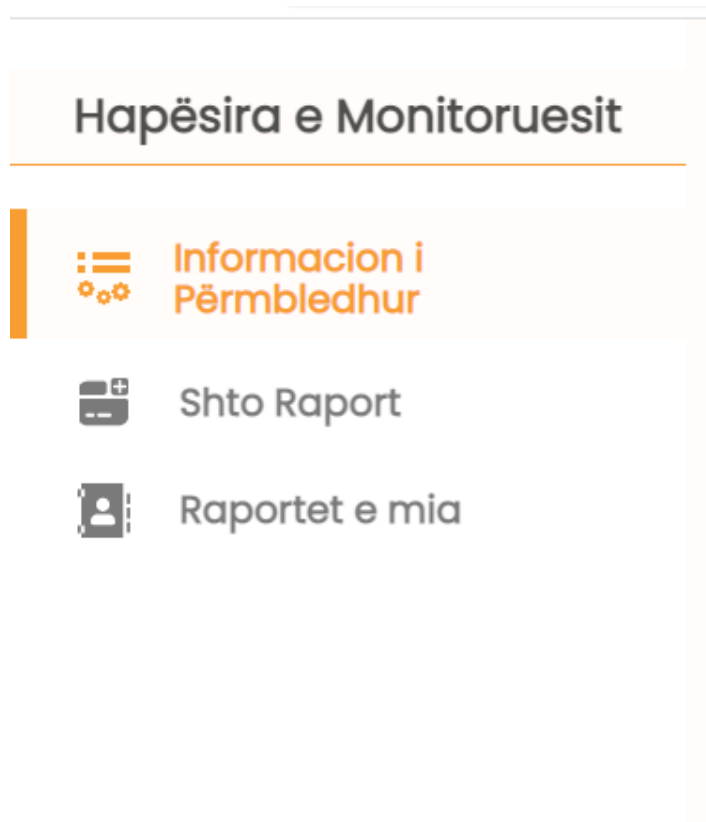 Hapësira e Monitoruesit
Informacion i
Përmbledhur
Shto Raport
Raportet e mia